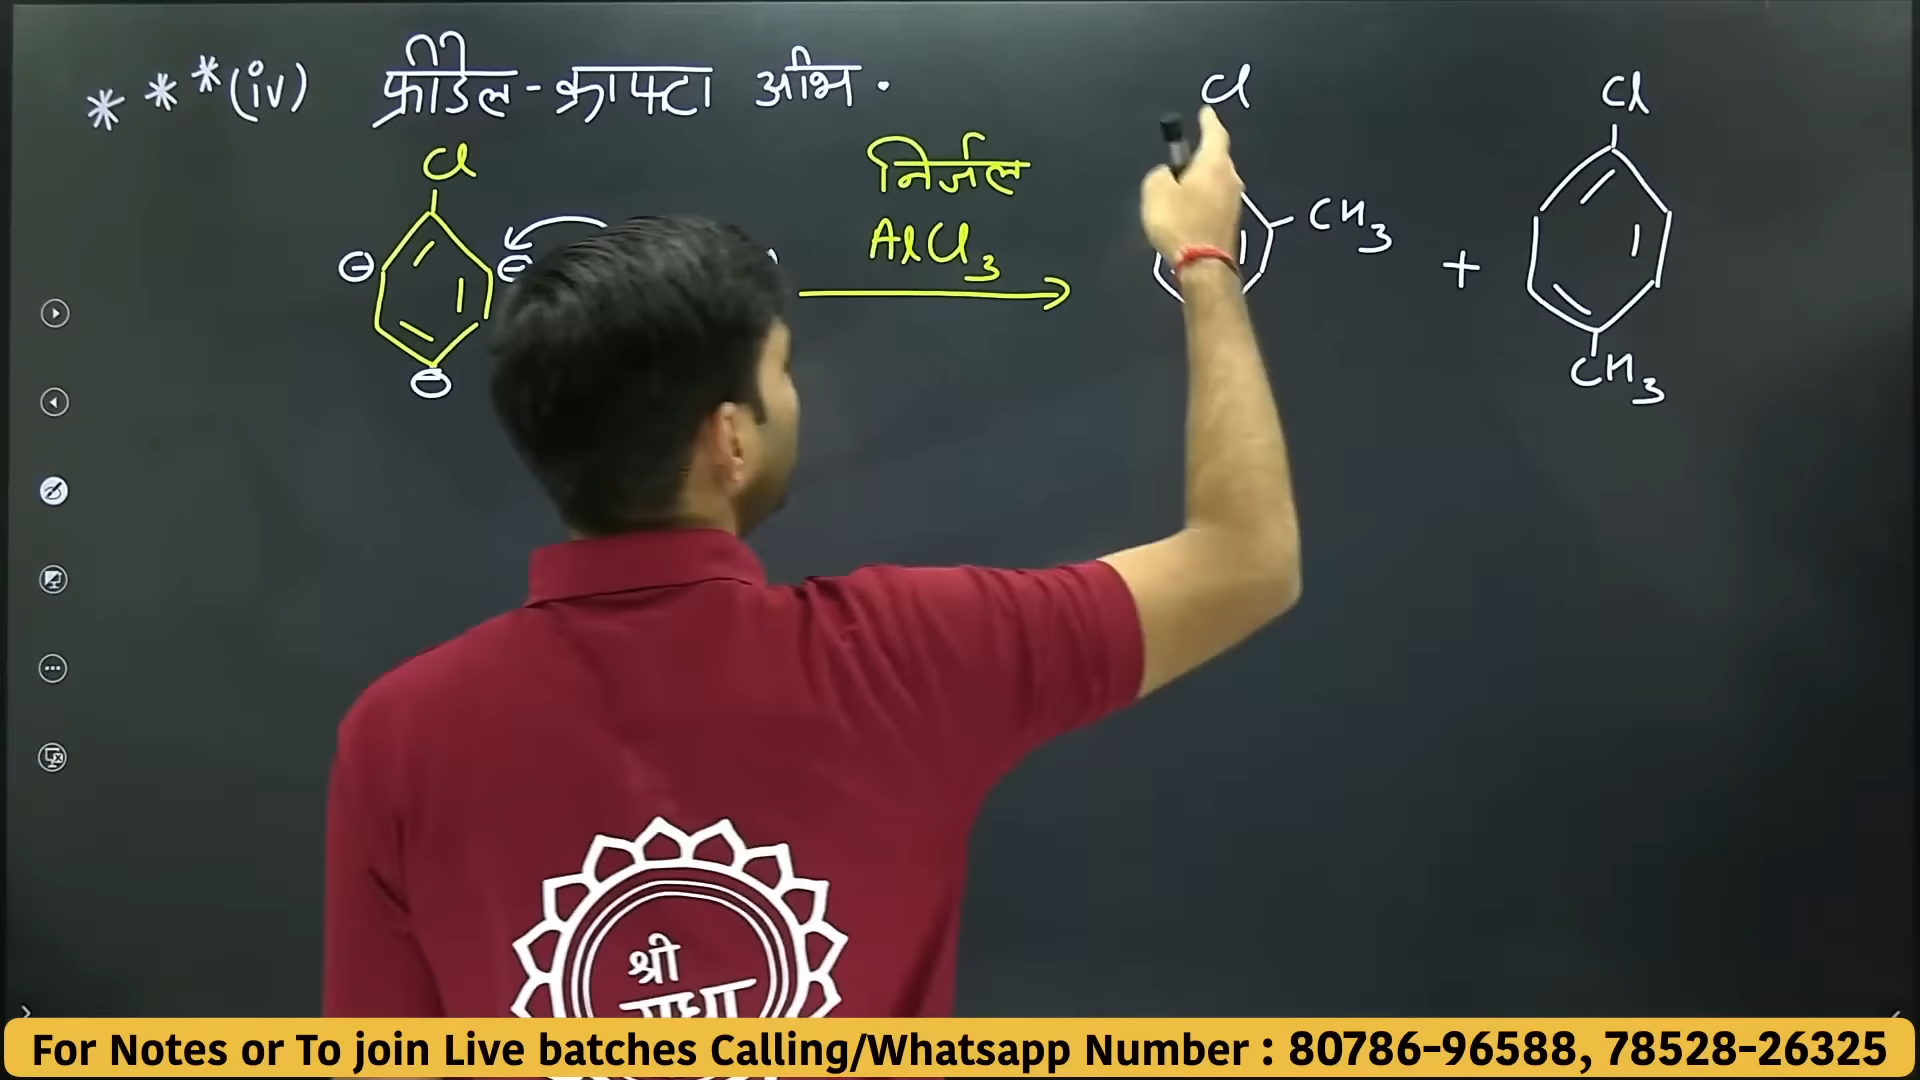 ***(iv) फ्रीडेल-क्राफ्टा अभि.
Cl
⊖ ⊖
⊖
निर्जल
AlCl3
Cl
CH3
+
Cl
CH3
श्री
राधा
For Notes or To join Live batches Calling/Whatsapp Number : 80786-96588, 78528-26325